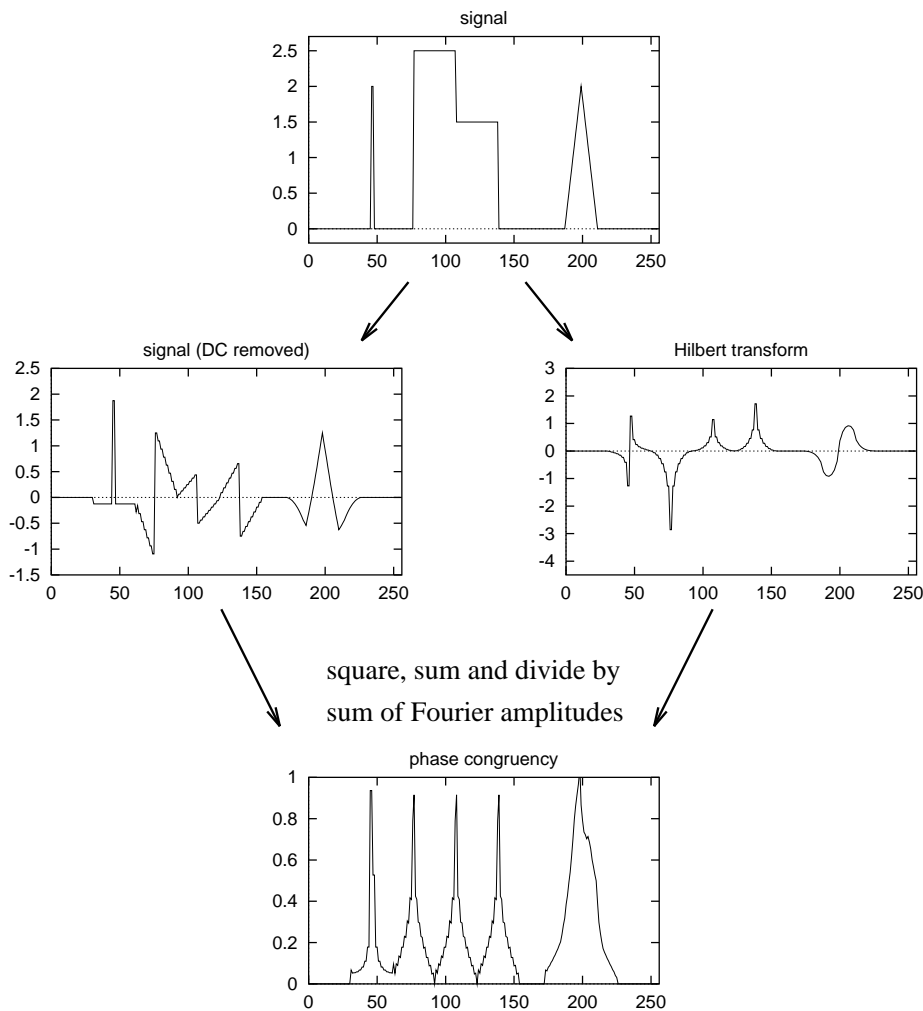 signal
2.5
2
1.5
1
0.5
0
0 50 100 150 200 250
signal (DC removed)
2.5
2
1.5
1
0.5
0
-0.5
-1
-1.5
0 50 100 150 200 250
Hilbert transform
3
2
1
0
-1
-2
-3
-4
0 50 100 150 200 250
square, sum and divide by
sum of Fourier amplitudes
phase congruency
1
0.8
0.6
0.4
0.2
0
0 50 100 150 200 250